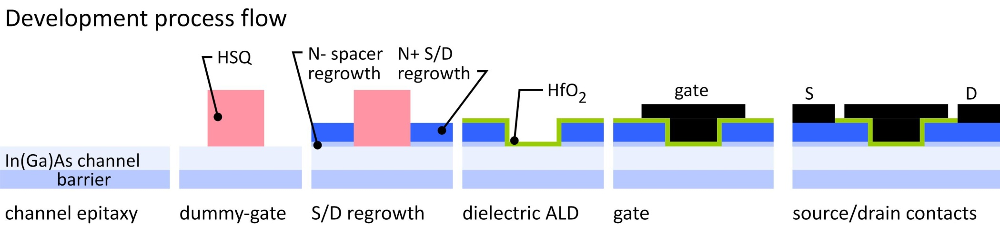 Development process flow
HSQ
N- spacer
regrowth
N+ S/D
regrowth
HfO₂
gate
S
D
In(Ga)As channel
barrier
channel epitaxy
dummy-gate
S/D regrowth
dielectric ALD
gate
source/drain contacts